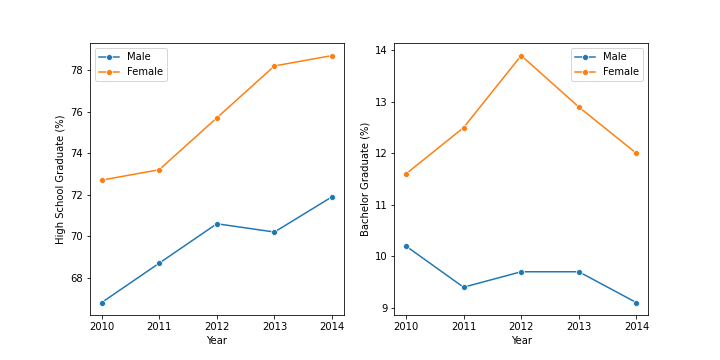 High School Graduate (%)
78
76
74
72
70
68
Male
Female
2010 2011 2012 2013 2014
Year
Bachelor Graduate (%)
14
13
12
11
10
9
Male
Female
2010 2011 2012 2013 2014
Year